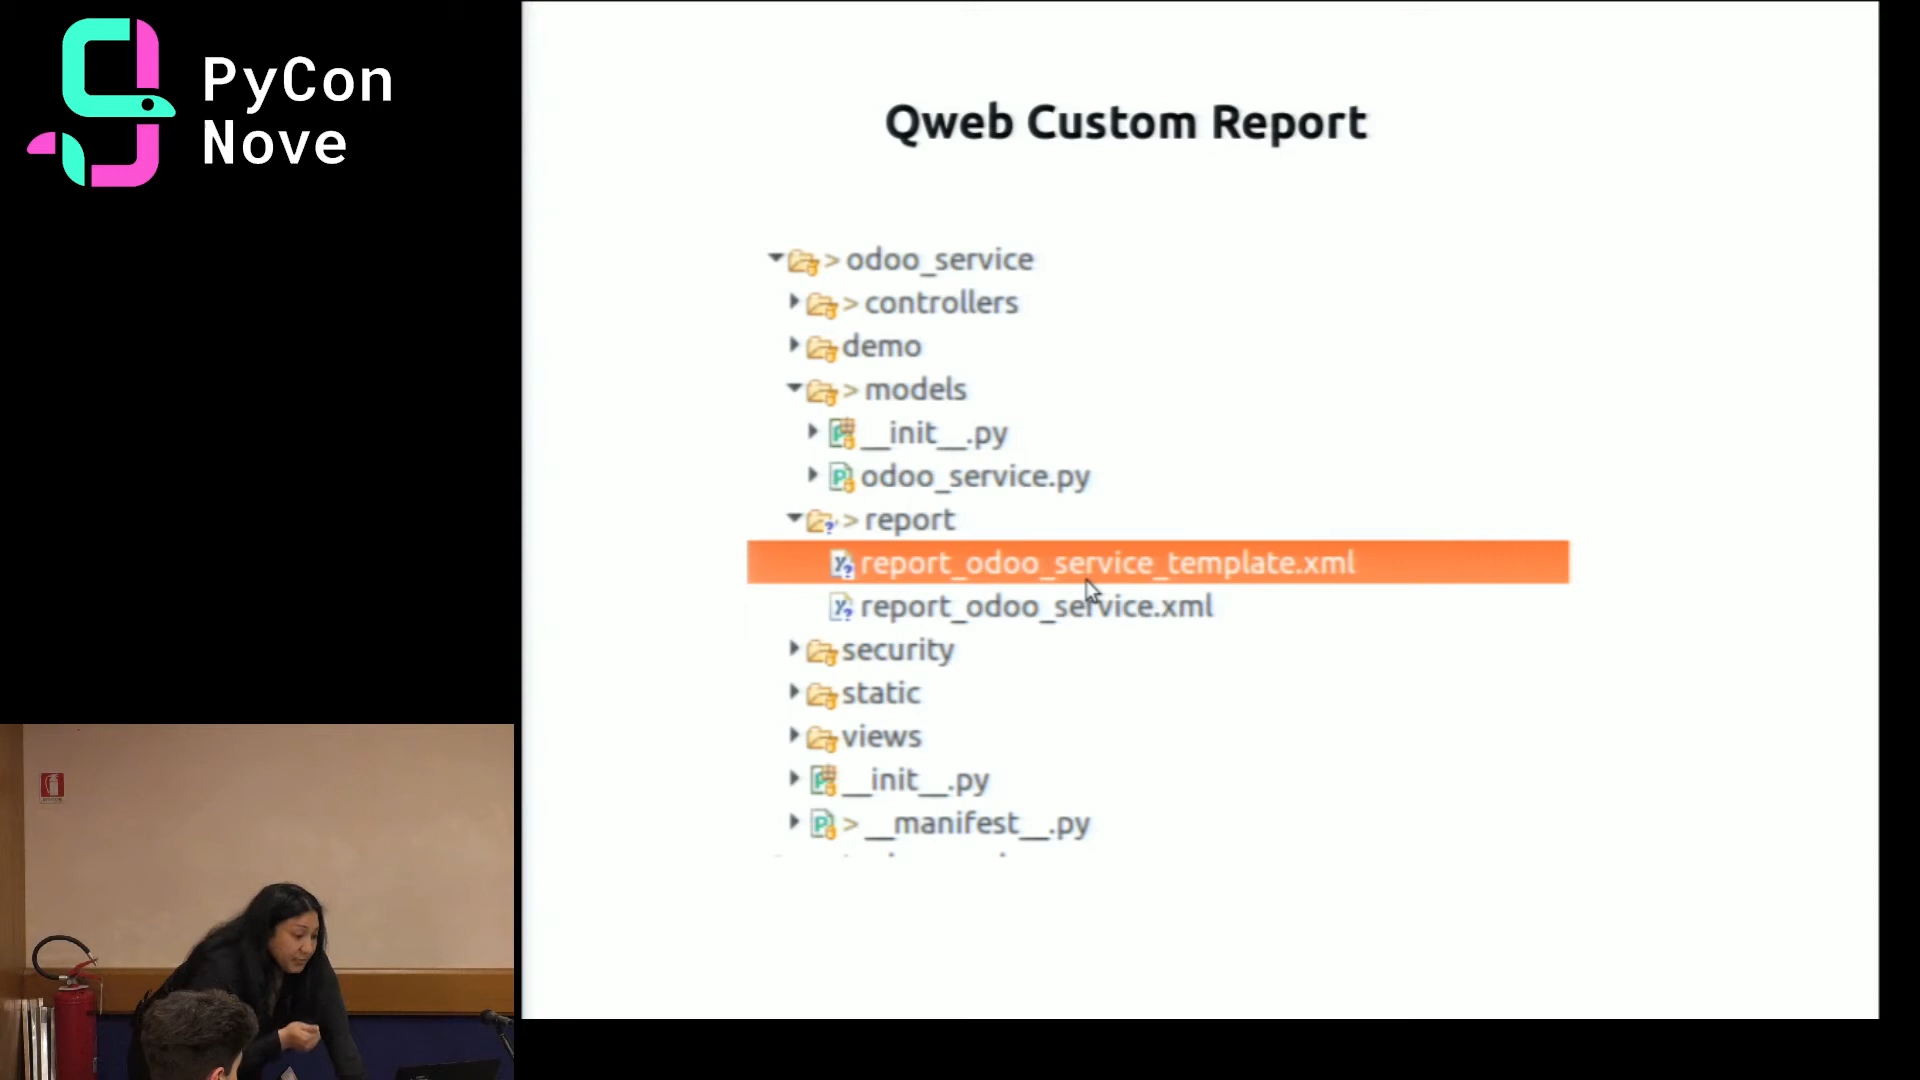 PyCon
Nove
Qweb Custom Report
> odoo_service
> controllers
demo
> models
__init__.py
odoo_service.py
> report
report_odoo_service_template.xml
report_odoo_service.xml
security
static
views
__init__.py
> __manifest__.py